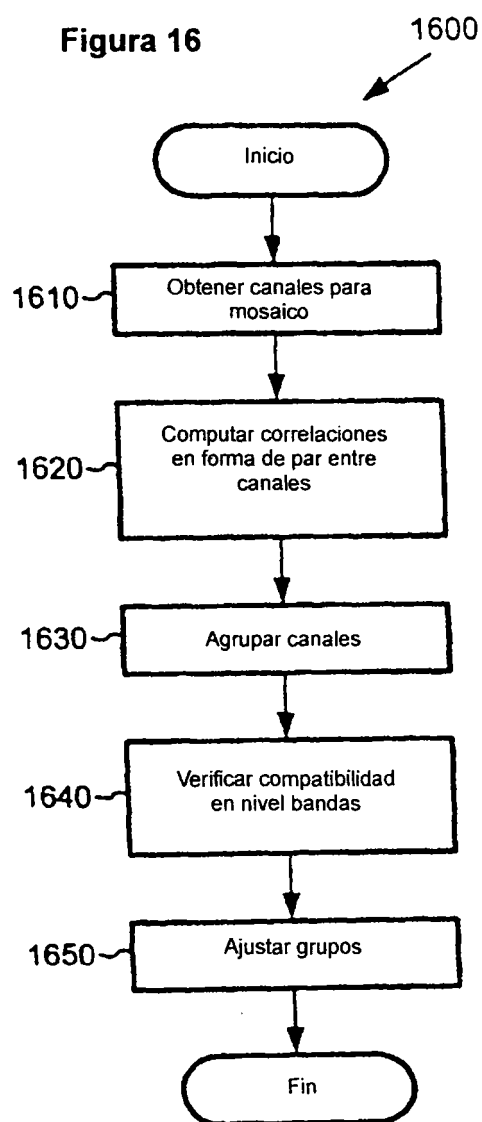 Figura 16
1600
Inicio
1610
Obtener canales para
mosaico
1620
Computar correlaciones
en forma de par entre
canales
1630
Agrupar canales
1640
Verificar compatibilidad
en nivel bandas
1650
Ajustar grupos
Fin